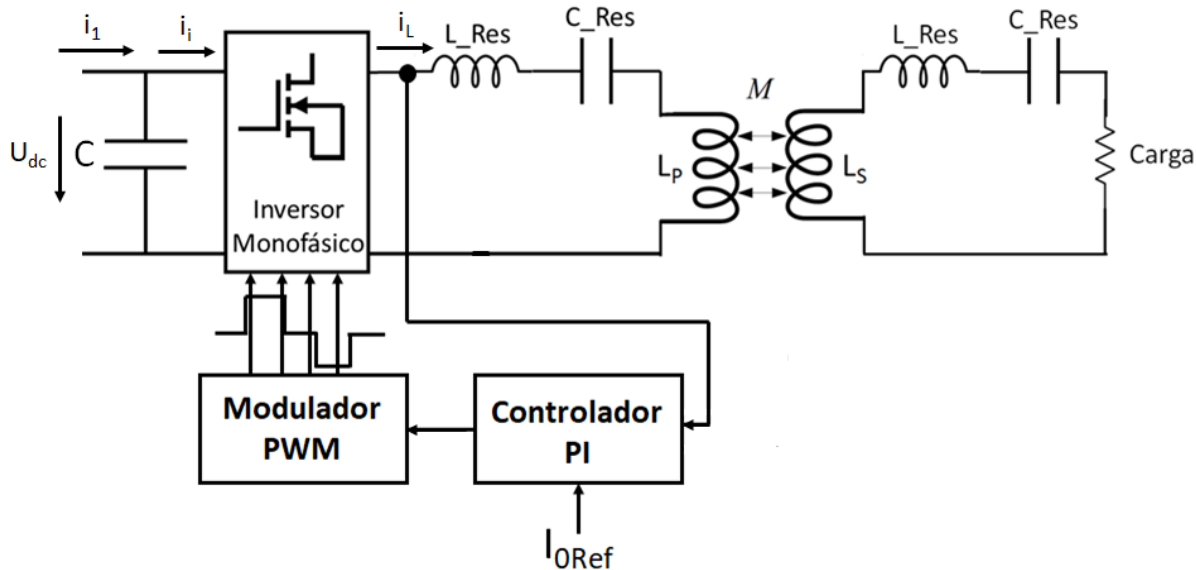 i1
ii
iL
L_Res
C_Res
L_Res
C_Res
M
Udc
C
LP
LS
Carga
Inversor
Monofásico
Modulador
PWM
Controlador
PI
I0Ref